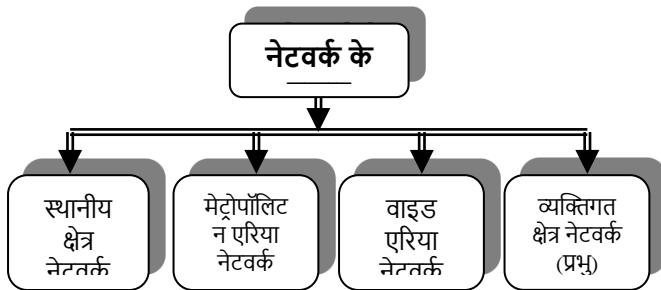 नेटवर्क के
स्थानीय
क्षेत्र
नेटवर्क
मेट्रोपॉलिट
न एरिया
नेटवर्क
वाइड
एरिया
नेटवर्क
व्यक्तिगत
क्षेत्र नेटवर्क
(प्रभु)